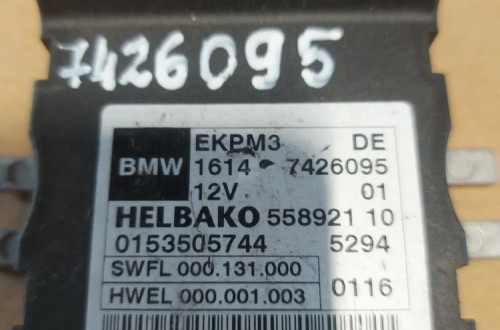 7426095
EKPM3 DE
BMW 1614 7426095
12V 01
HELBAKO 558921 10
0153505744 5294
SWFL 000.131.000
HWEL 000.001.003 0116